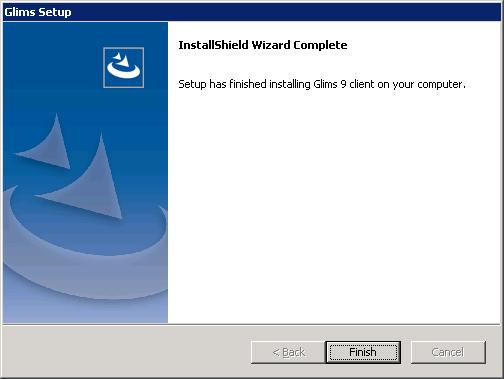 Glims Setup
InstallShield Wizard Complete
Setup has finished installing Glims 9 client on your computer.
< Back
Finish
Cancel